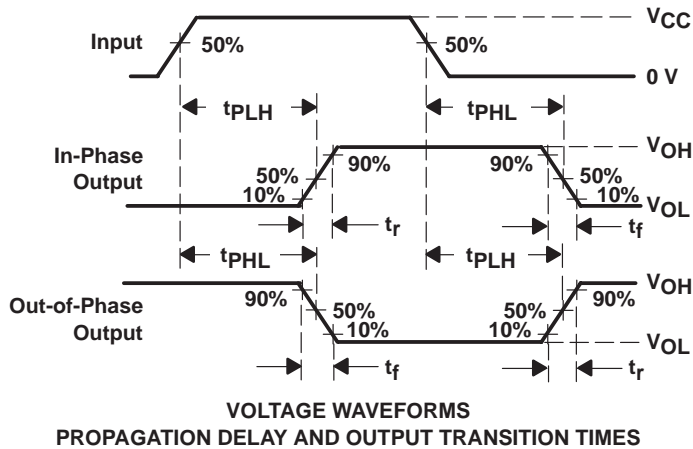 VCC
Input
50%
50%
0 V
tPLH
tPHL
In-Phase
Output
VOH
90%
90%
50%
50%
10%
10%
VOL
tr
tf
tPHL
tPLH
Out-of-Phase
Output
VOH
90%
90%
50%
50%
10%
10%
VOL
tf
tr
VOLTAGE WAVEFORMS
PROPAGATION DELAY AND OUTPUT TRANSITION TIMES